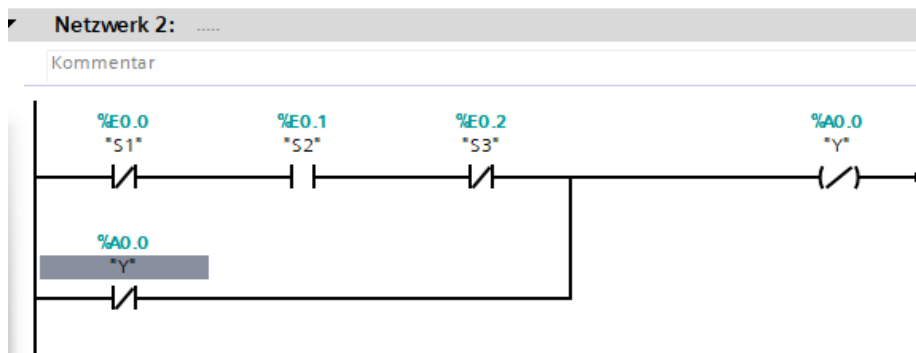 Netzwerk 2: .....
Kommentar
%E0.0 %E0.1 %E0.2 %A0.0
"S1" "S2" "S3" "Y"
%A0.0
"Y"